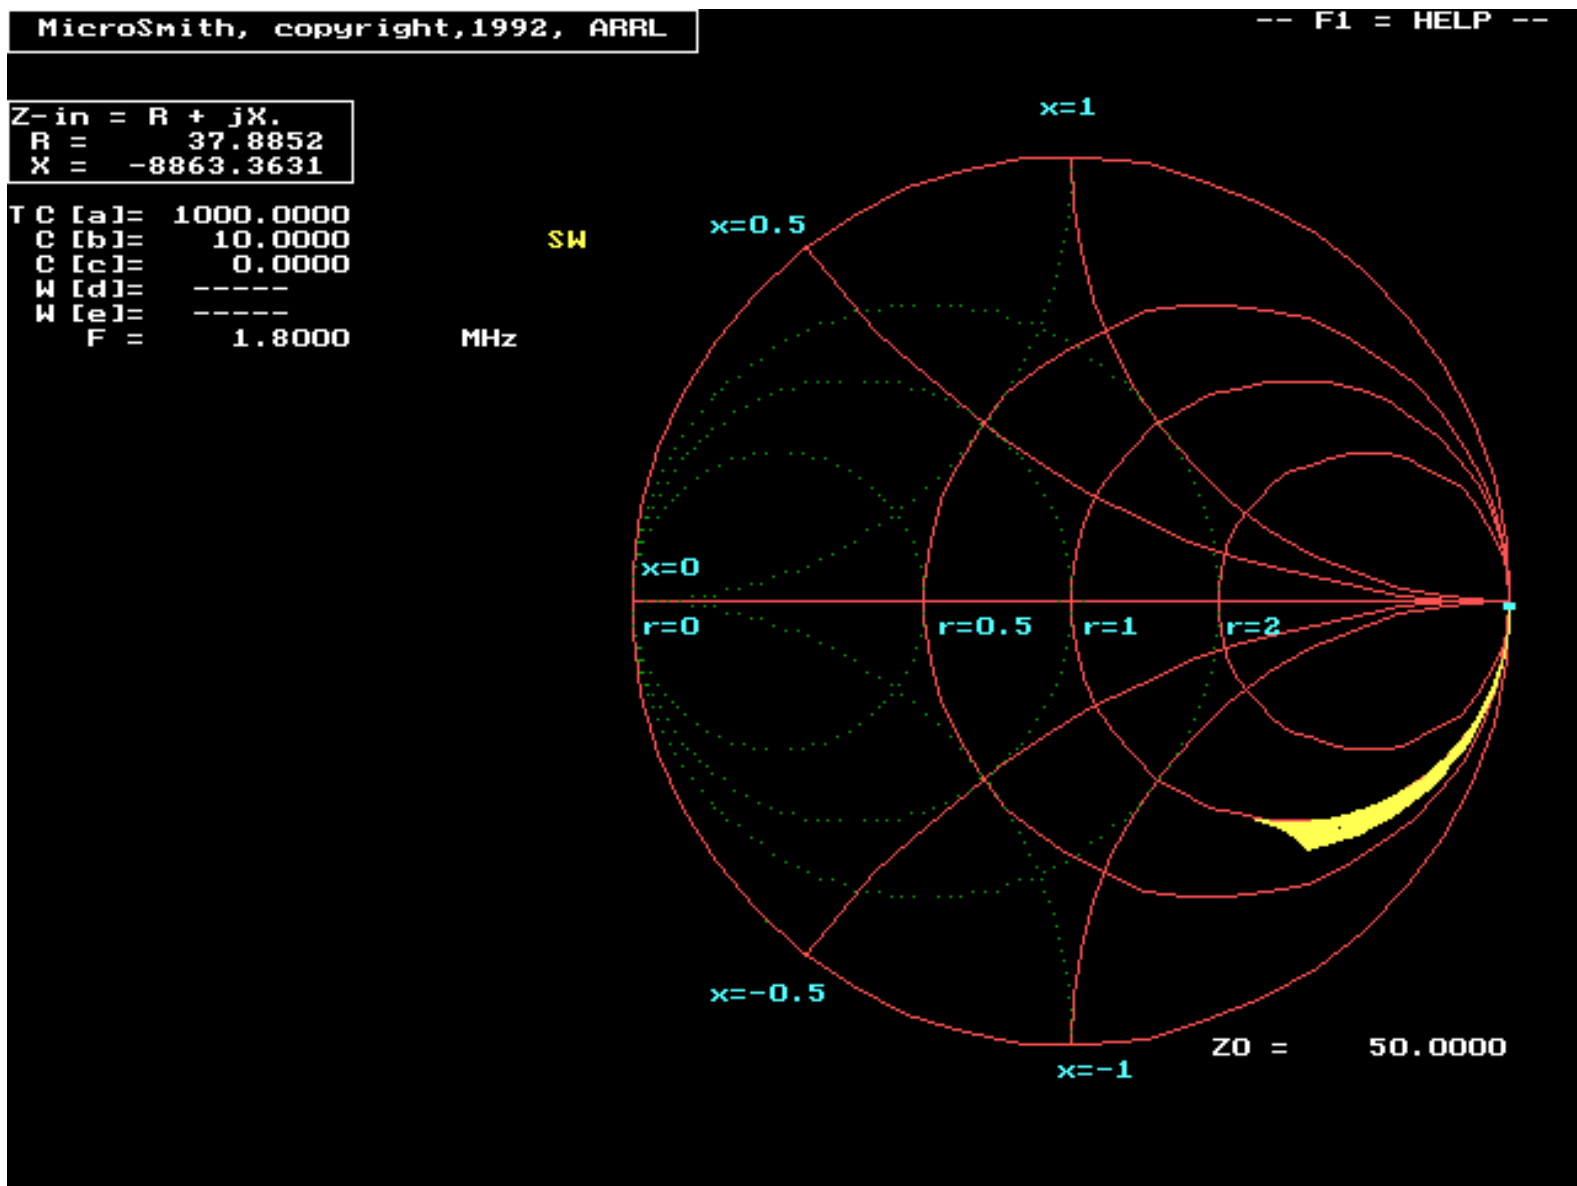 MicroSmith, copyright,1992, ARRL
-- F1 = HELP --
Z-in = R + jX.
R = 37.8852
X = -8863.3631
T C [a]= 1000.0000
C [b]= 10.0000
SW
C [c]= 0.0000
W [d]= -----
W [e]= -----
F = 1.8000 MHz
x=1
x=0.5
x=0
r=0
r=0.5
r=1
r=2
x=-0.5
Z0 = 50.0000
x=-1